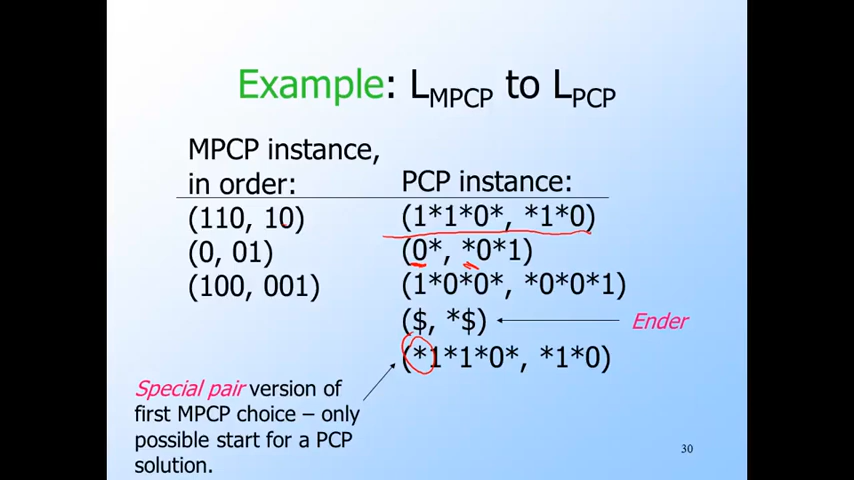 Example: LMPCP to LPCP
MPCP instance,
in order:
(110, 10)
(0, 01)
(100, 001)
PCP instance:
(1*1*0*, *1*0)
(0*, *0*1)
(1*0*0*, *0*0*1)
($, *$)
Ender
(*1*1*0*, *1*0)
Special pair version of
first MPCP choice – only
possible start for a PCP
solution.
30